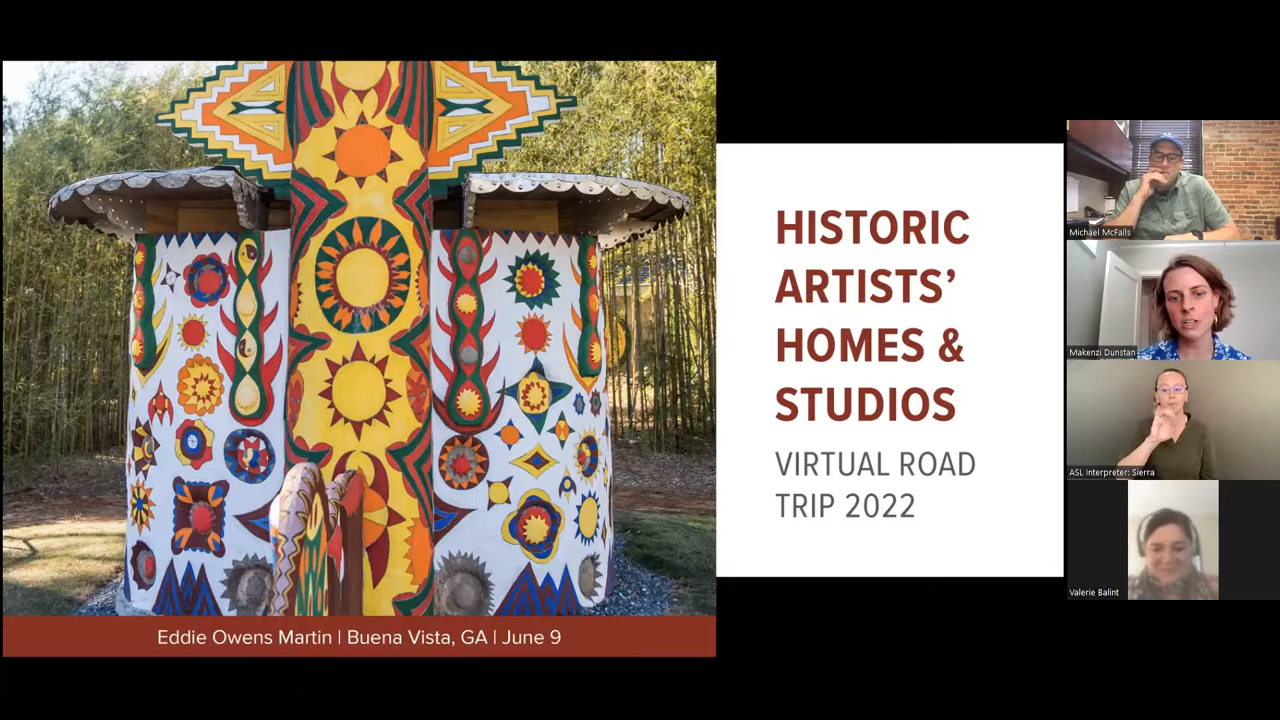 HISTORIC
ARTISTS’
HOMES &
STUDIOS
VIRTUAL ROAD
TRIP 2022
Eddie Owens Martin | Buena Vista, GA | June 9
Michael McFalls
Makenzi Dunstan
ASL Interpreter: Sierra
Valerie Balint